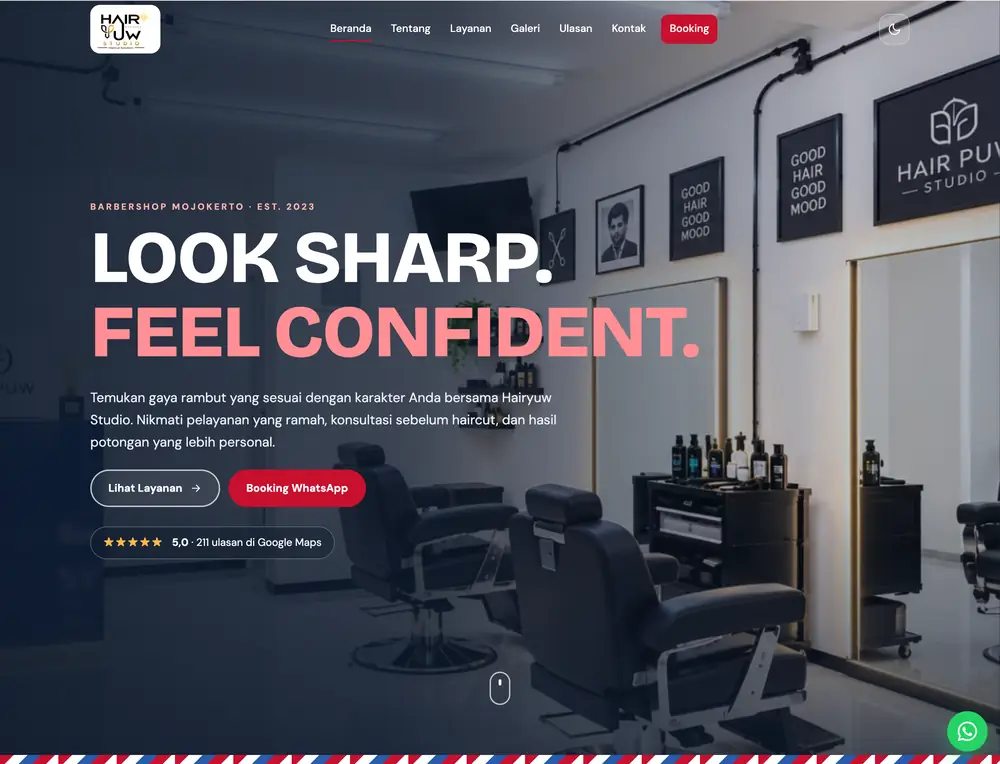 HAIR
YUW
STUDIO
Beranda
Tentang
Layanan
Galeri
Ulasan
Kontak
Booking
GOOD
HAIR
GOOD
MOOD
GOOD
HAIR
GOOD
MOOD
HAIR PUW
STUDIO
BARBERSHOP MOJOKERTO · EST. 2023
LOOK SHARP.
FEEL CONFIDENT.
Temukan gaya rambut yang sesuai dengan karakter Anda bersama Hairyuw
Studio. Nikmati pelayanan yang ramah, konsultasi sebelum haircut, dan hasil
potongan yang lebih personal.
Lihat Layanan →
Booking WhatsApp
★★★★★ 5,0 · 211 ulasan di Google Maps